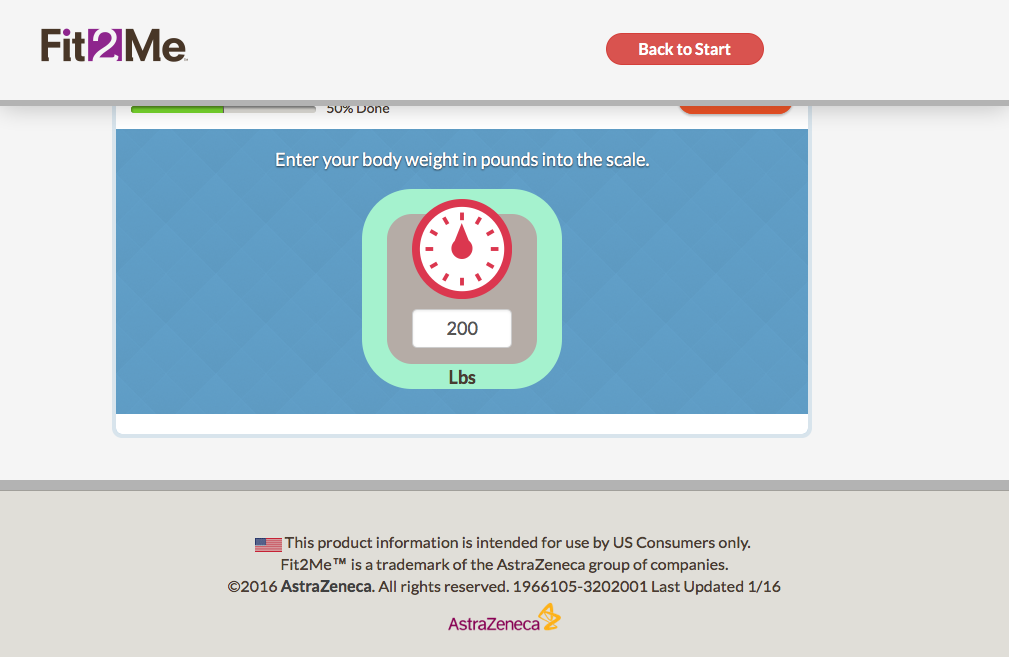 Fit2Me™
Back to Start
50% Done
Enter your body weight in pounds into the scale.
200
Lbs
This product information is intended for use by US Consumers only.
Fit2Me™ is a trademark of the AstraZeneca group of companies.
©2016 AstraZeneca. All rights reserved. 1966105-3202001 Last Updated 1/16
AstraZeneca